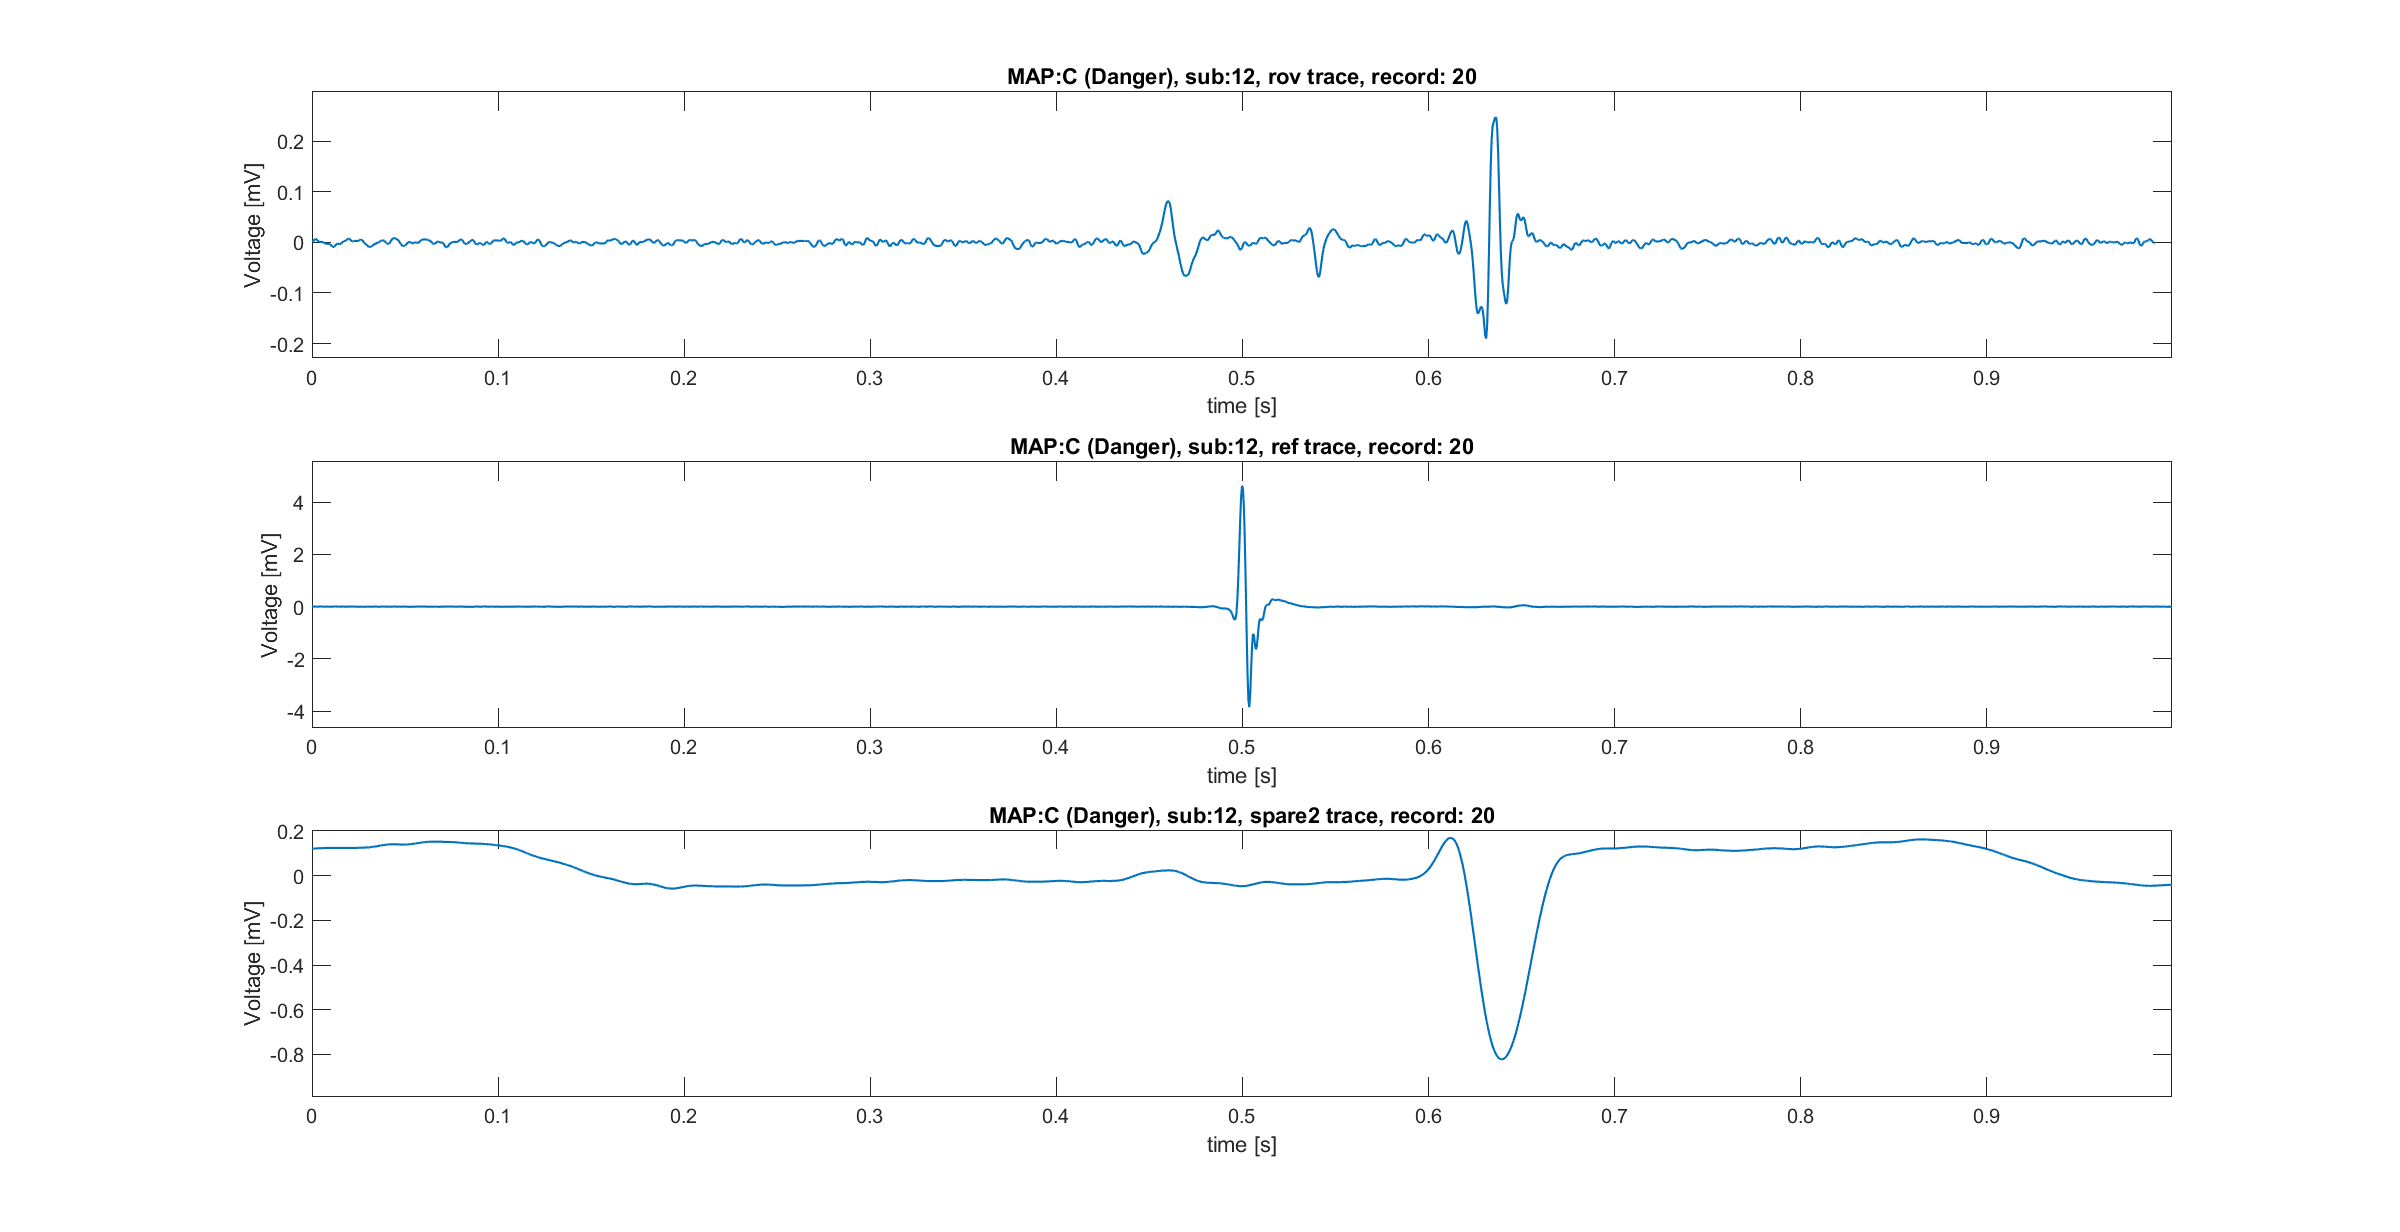 MAP:C (Danger), sub:12, rov trace, record: 20
Voltage [mV]
0.2
0.1
0
-0.1
-0.2
0 0.1 0.2 0.3 0.4 0.5 0.6 0.7 0.8 0.9
time [s]
MAP:C (Danger), sub:12, ref trace, record: 20
Voltage [mV]
4
2
0
-2
-4
0 0.1 0.2 0.3 0.4 0.5 0.6 0.7 0.8 0.9
time [s]
MAP:C (Danger), sub:12, spare2 trace, record: 20
Voltage [mV]
0.2
0
-0.2
-0.4
-0.6
-0.8
0 0.1 0.2 0.3 0.4 0.5 0.6 0.7 0.8 0.9
time [s]